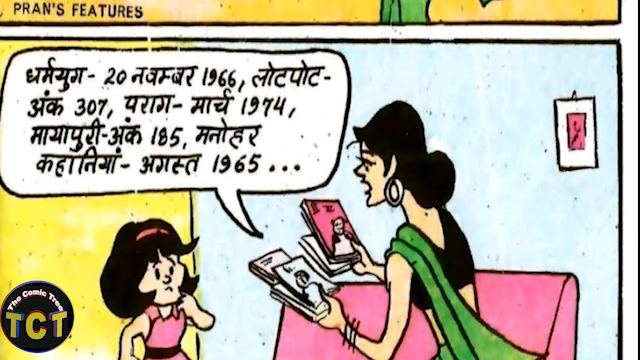 PRAN'S FEATURES
धर्मयुग- 20 नवम्बर 1966, लोटपोट-
अंक 307, पराग- मार्च 1974,
मायापुरी-अंक 185, मनोहर
कहानियां- अगस्त 1965 ...
The Comic Tree
TCT